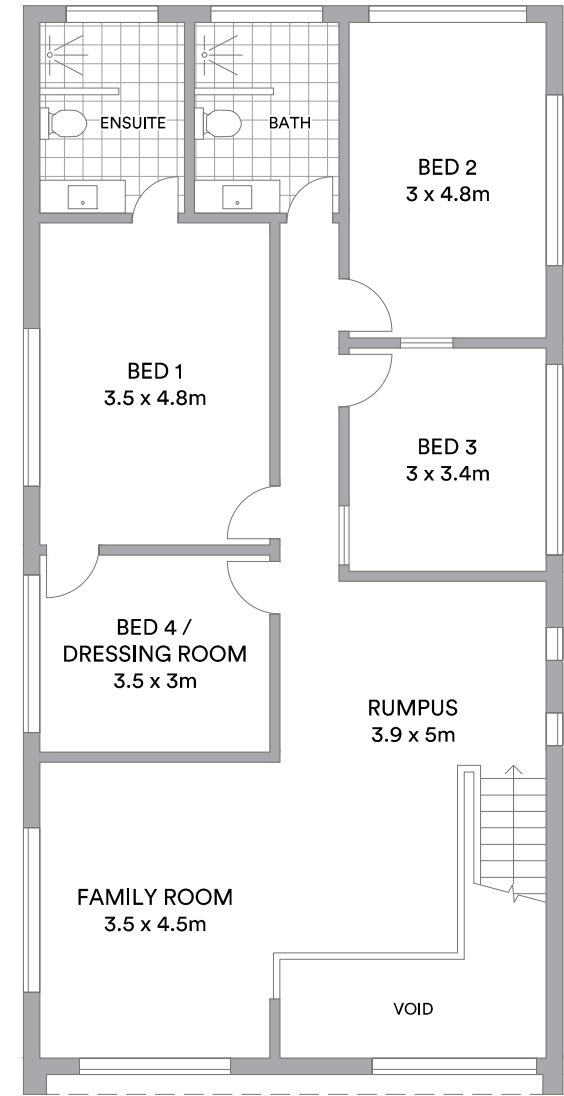 ENSUITE
BATH
BED 2
3 x 4.8m
BED 1
3.5 x 4.8m
BED 3
3 x 3.4m
BED 4 /
DRESSING ROOM
3.5 x 3m
RUMPUS
3.9 x 5m
FAMILY ROOM
3.5 x 4.5m
VOID